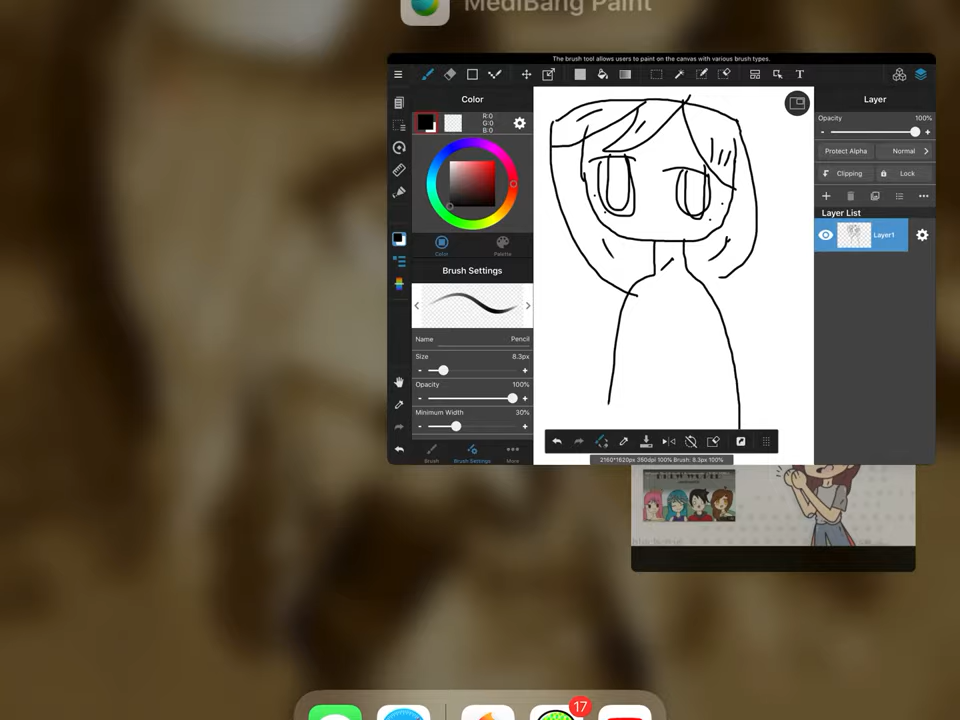 MediBang Paint
The brush tool allows users to paint on the canvas with various brush types.
Color
R:0
G:0
B:0
Color
Palette
Brush Settings
Name
Pencil
Size
8.3px
- +
Opacity
100%
- +
Minimum Width
30%
- +
Brush
Brush Settings
More
T
2160*1620px 350dpi 100% Brush: 8.3px 100%
Layer
Opacity
100%
- +
Protect Alpha
Normal
Clipping
Lock
Layer List
Layer1
17